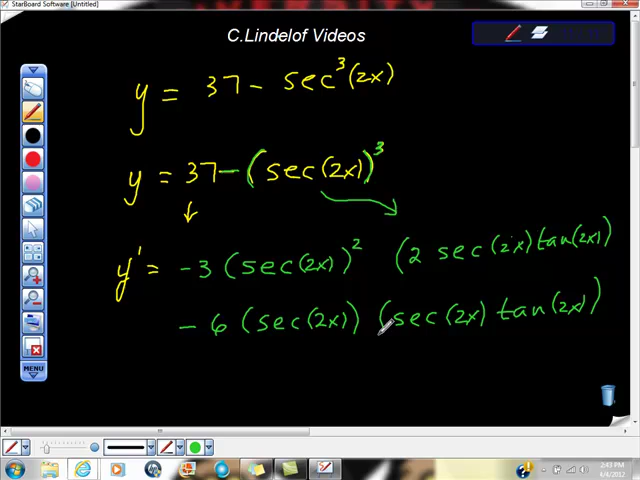 StarBoard Software [Untitled]
C.Lindelof Videos
y = 37 - sec³(2x)
y = 37 - (sec(2x))³
y' = -3 (sec(2x))² (2 sec(2x) tan(2x))
-6 (sec(2x)) (sec(2x) tan(2x))
MENU
2:43 PM
4/4/2012